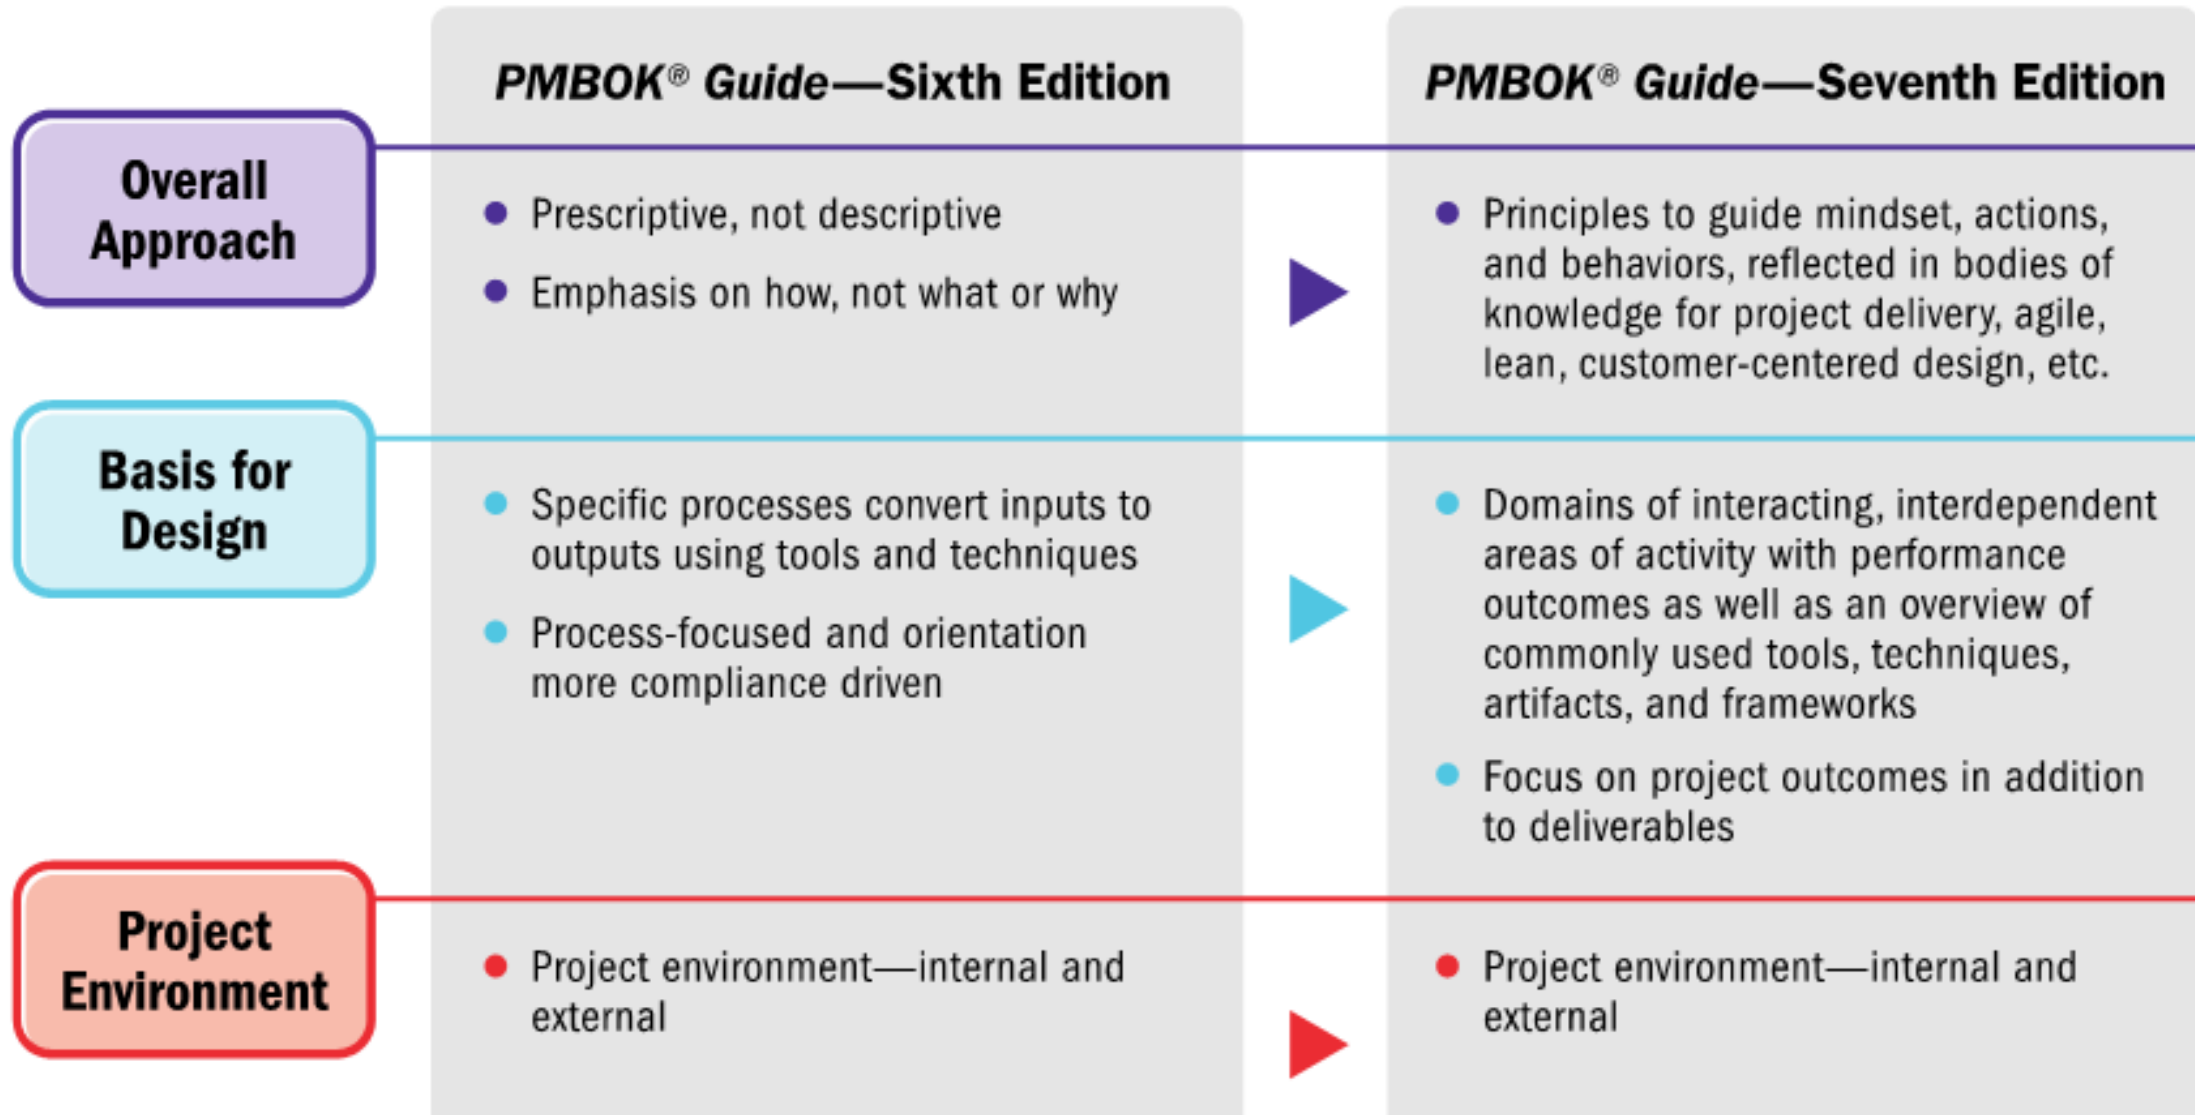 PMBOK® Guide—Sixth Edition
PMBOK® Guide—Seventh Edition
Overall
Approach
● Prescriptive, not descriptive
● Emphasis on how, not what or why
● Principles to guide mindset, actions,
and behaviors, reflected in bodies of
knowledge for project delivery, agile,
lean, customer-centered design, etc.
Basis for
Design
● Specific processes convert inputs to
outputs using tools and techniques
● Process-focused and orientation
more compliance driven
● Domains of interacting, interdependent
areas of activity with performance
outcomes as well as an overview of
commonly used tools, techniques,
artifacts, and frameworks
● Focus on project outcomes in addition
to deliverables
Project
Environment
● Project environment—internal and
external
● Project environment—internal and
external